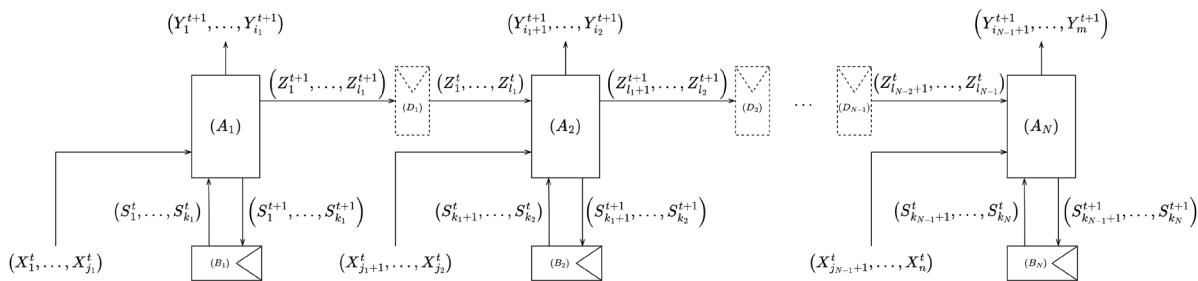 (Y_1^{t+1}, ..., Y_{i_1}^{t+1}) (Y_{i_1+1}^{t+1}, ..., Y_{i_2}^{t+1}) (Y_{i_{N-1}+1}^{t+1}, ..., Y_m^{t+1})
(Z_1^{t+1}, ..., Z_{l_1}^{t+1}) (Z_1^t, ..., Z_{l_1}^t) (Z_{l_1+1}^{t+1}, ..., Z_{l_2}^{t+1}) (Z_{l_{N-2}+1}^t, ..., Z_{l_{N-1}}^t)
(D_1) (D_2) ... (D_{N-1})
(A_1) (A_2) (A_N)
(S_1^t, ..., S_{k_1}^t) (S_1^{t+1}, ..., S_{k_1}^{t+1}) (S_{k_1+1}^t, ..., S_{k_2}^t) (S_{k_1+1}^{t+1}, ..., S_{k_2}^{t+1}) (S_{k_{N-1}+1}^t, ..., S_{k_N}^t) (S_{k_{N-1}+1}^{t+1}, ..., S_{k_N}^{t+1})
(X_1^t, ..., X_{j_1}^t) (B_1) (X_{j_1+1}^t, ..., X_{j_2}^t) (B_2) (X_{j_{N-1}+1}^t, ..., X_n^t) (B_N)